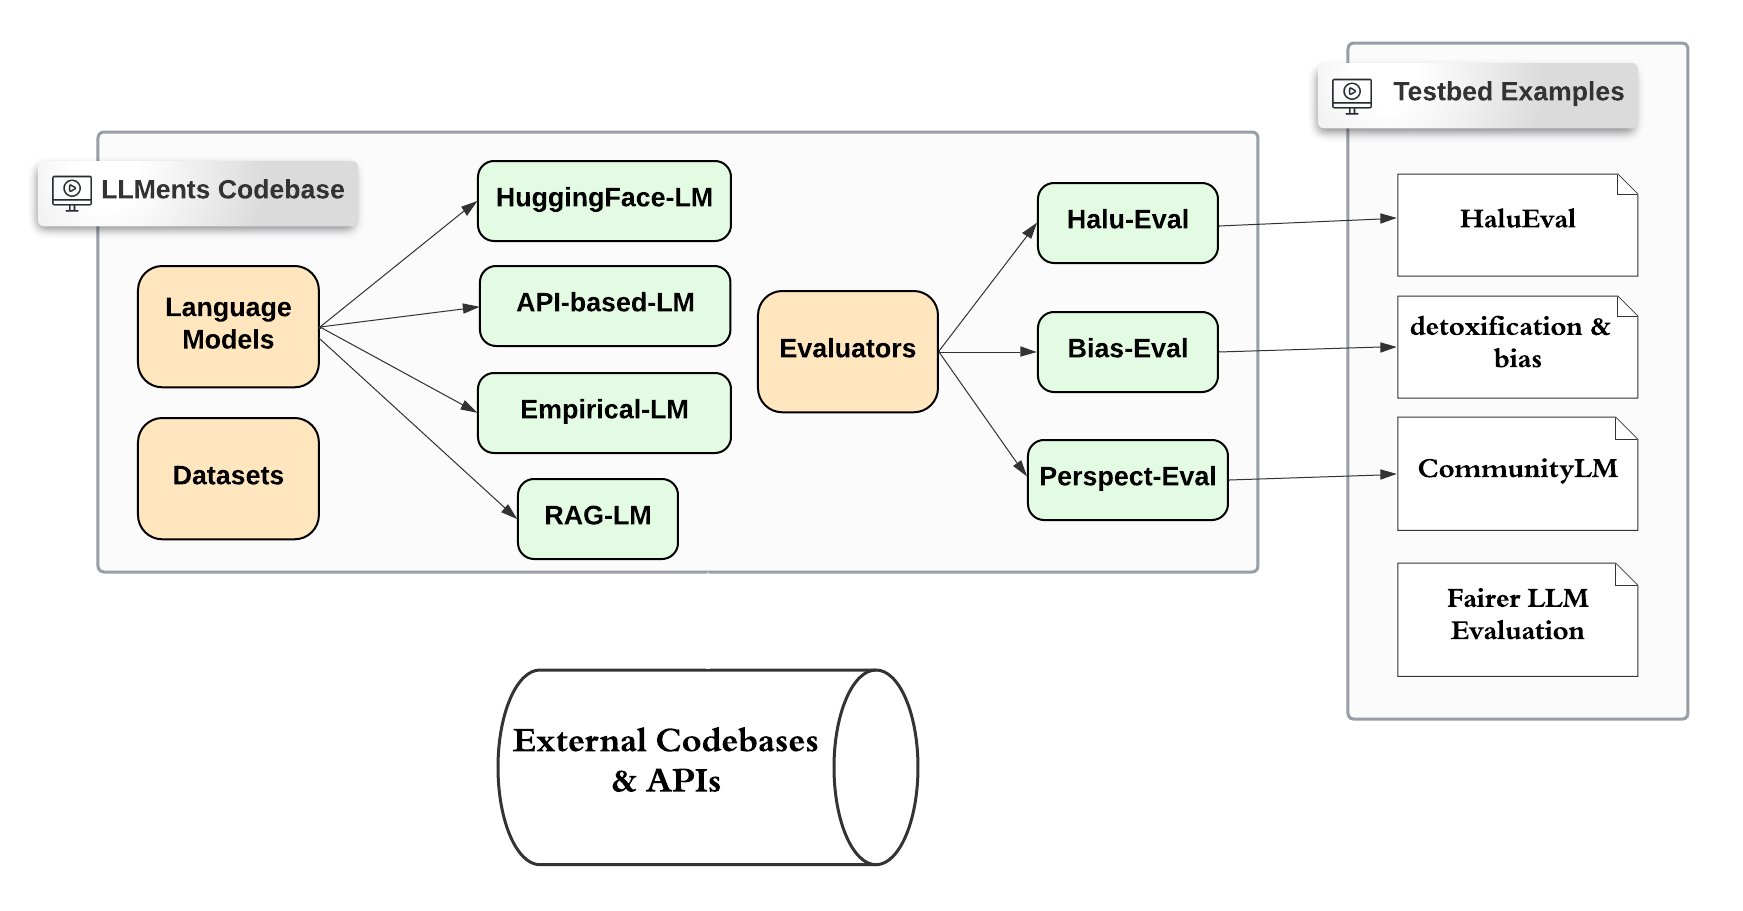 LLMents Codebase
Language
Models
Datasets
HuggingFace-LM
API-based-LM
Empirical-LM
RAG-LM
Evaluators
Halu-Eval
Bias-Eval
Perspect-Eval
Testbed Examples
HaluEval
detoxification &
bias
CommunityLM
Fairer LLM
Evaluation
External Codebases
& APIs